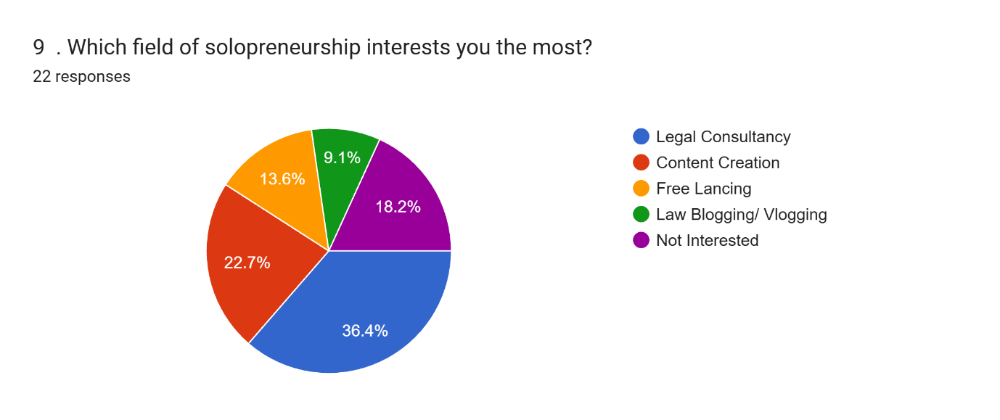 9  . Which field of solopreneurship interests you the most?
22 responses
9.1%
13.6%
18.2%
22.7%
36.4%
Legal Consultancy
Content Creation
Free Lancing
Law Blogging/ Vlogging
Not Interested